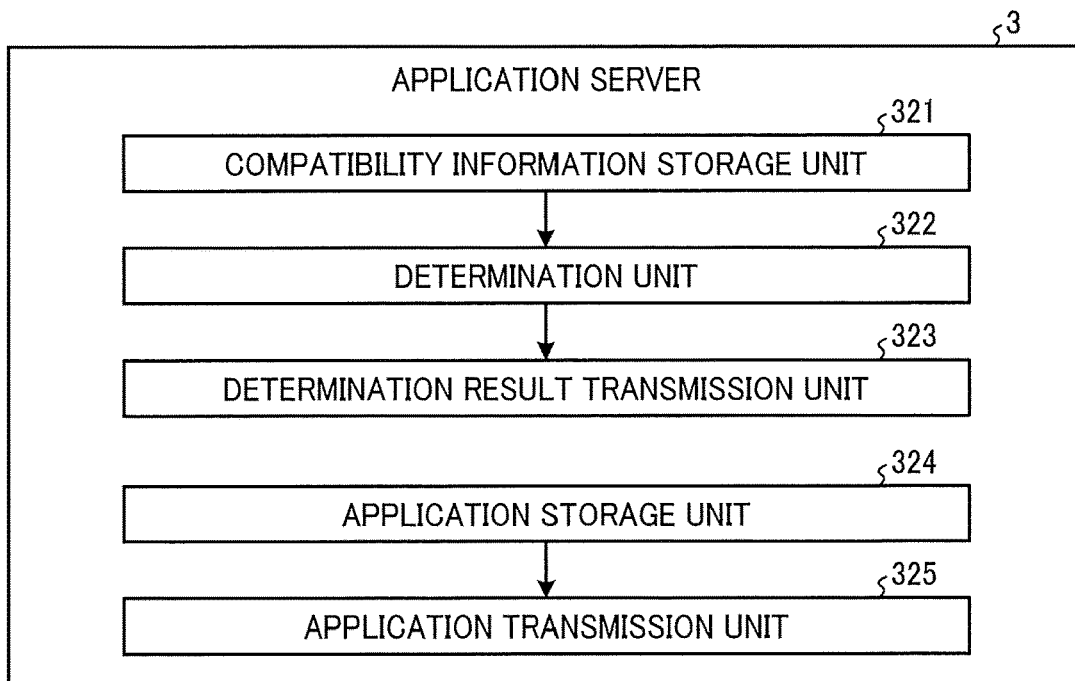 3
APPLICATION SERVER
321
COMPATIBILITY INFORMATION STORAGE UNIT
322
DETERMINATION UNIT
323
DETERMINATION RESULT TRANSMISSION UNIT
324
APPLICATION STORAGE UNIT
325
APPLICATION TRANSMISSION UNIT